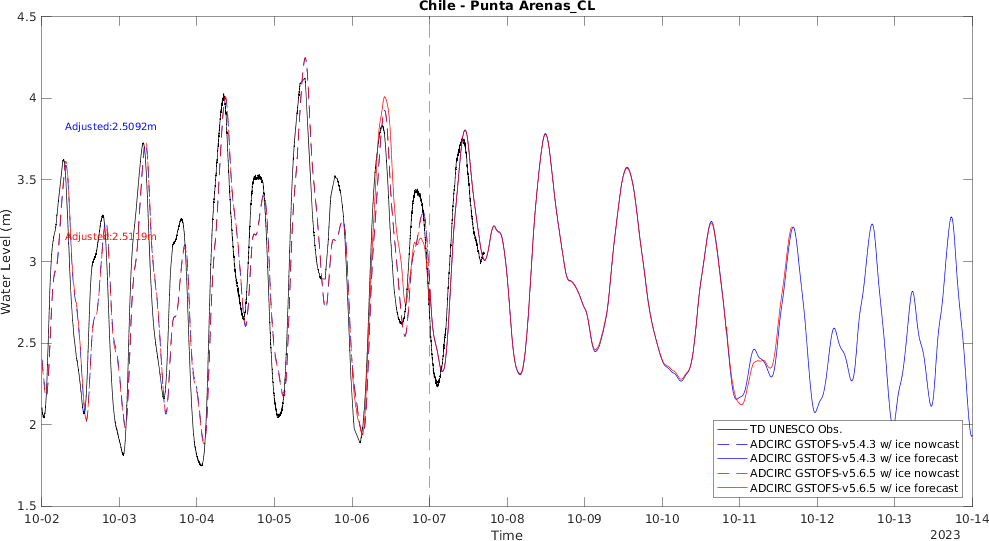 Chile - Punta Arenas_CL
4.5
4
3.5
3
2.5
2
1.5
Water Level (m)
Adjusted:2.5092m
Adjusted:2.5119m
TD UNESCO Obs.
ADCIRC GSTOFS-v5.4.3 w/ ice nowcast
ADCIRC GSTOFS-v5.4.3 w/ ice forecast
ADCIRC GSTOFS-v5.6.5 w/ ice nowcast
ADCIRC GSTOFS-v5.6.5 w/ ice forecast
10-02 10-03 10-04 10-05 10-06 10-07 10-08 10-09 10-10 10-11 10-12 10-13 10-14
Time
2023